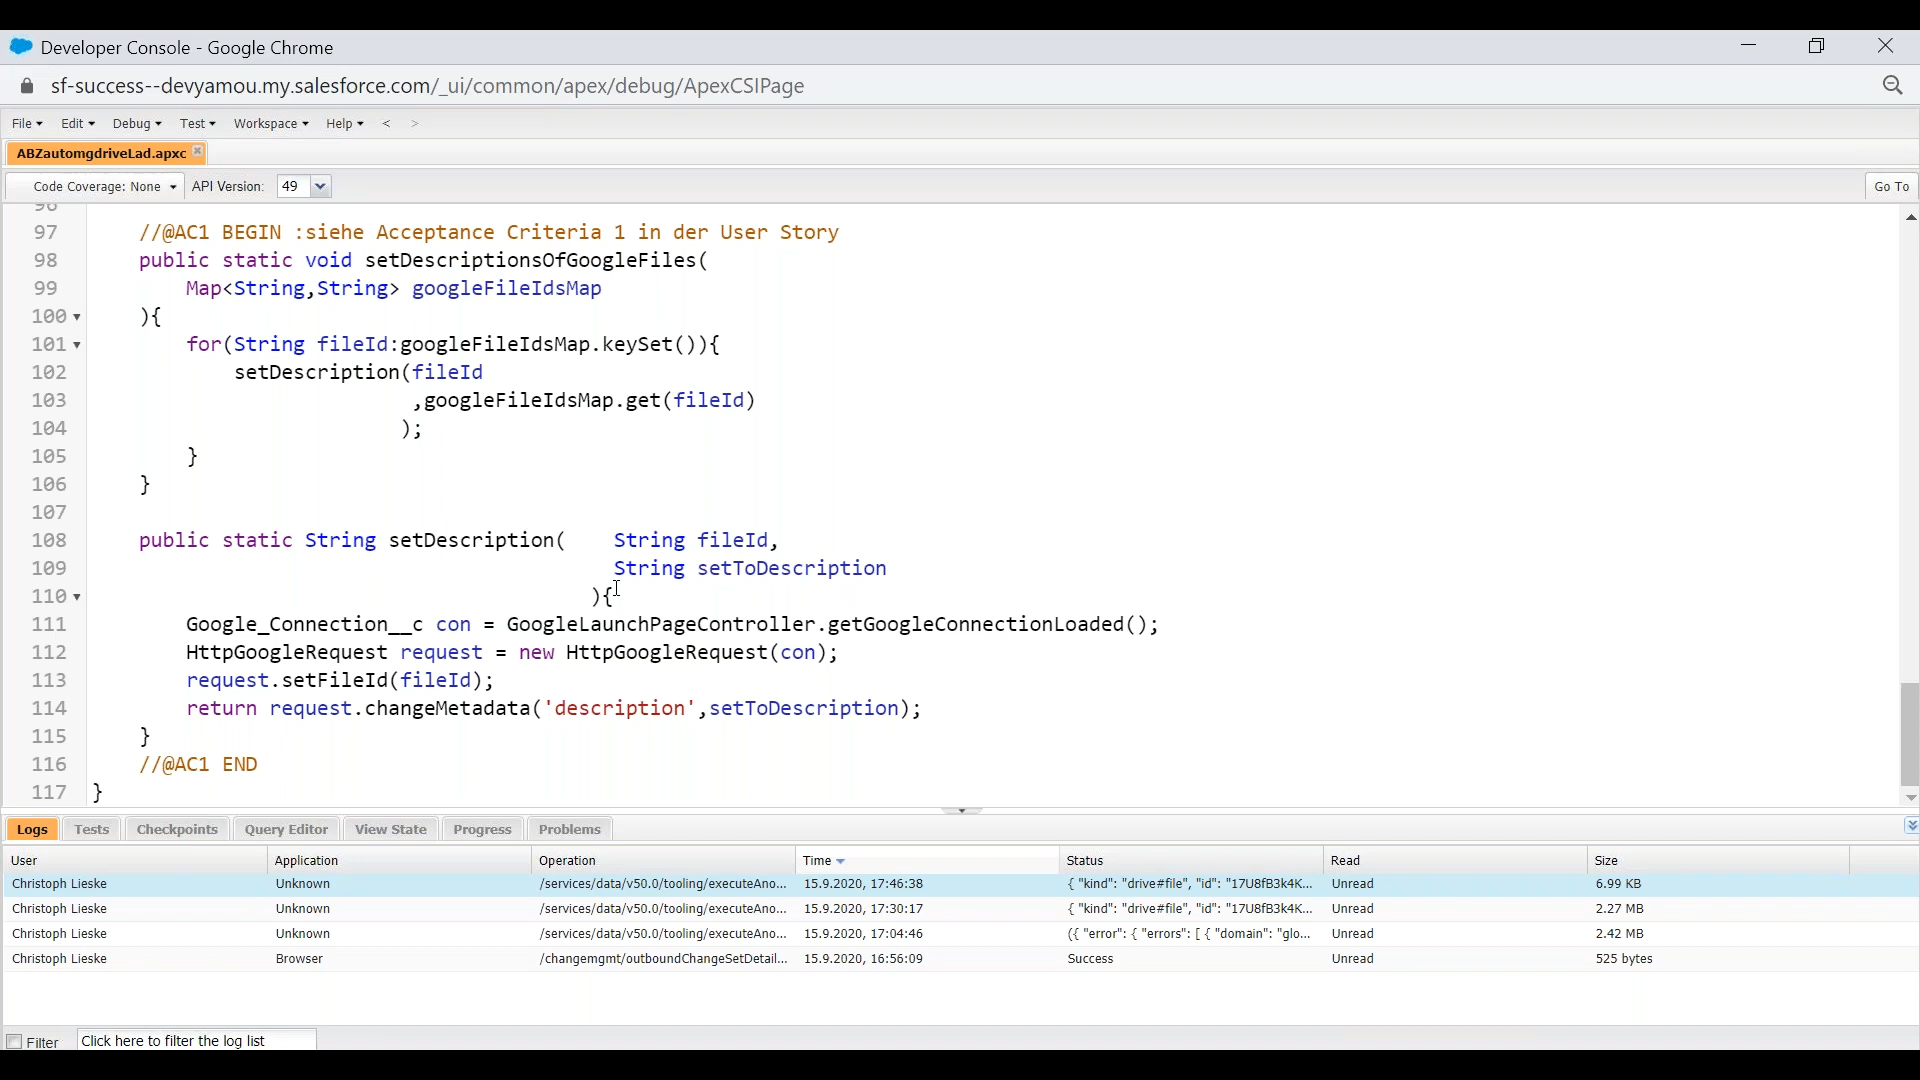 Developer Console - Google Chrome
sf-success--devyamou.my.salesforce.com/_ui/common/apex/debug/ApexCSIPage
File Edit Debug Test Workspace Help < >
ABZautomgdriveLad.apxc
Code Coverage: None API Version: 49 Go To
96
97 //@AC1 BEGIN :siehe Acceptance Criteria 1 in der User Story
98 public static void setDescriptionsOfGoogleFiles(
99 Map<String,String> googleFileIdsMap
100 ){
101 for(String fileId:googleFileIdsMap.keySet()){
102 setDescription(fileId
103 ,googleFileIdsMap.get(fileId)
104 );
105 }
106 }
107
108 public static String setDescription( String fileId,
109 String setToDescription
110 ){
111 Google_Connection__c con = GoogleLaunchPageController.getGoogleConnectionLoaded();
112 HttpGoogleRequest request = new HttpGoogleRequest(con);
113 request.setFileId(fileId);
114 return request.changeMetadata('description',setToDescription);
115 }
116 //@AC1 END
117 }
Logs Tests Checkpoints Query Editor View State Progress Problems
User Application Operation Time Status Read Size
Christoph Lieske Unknown /services/data/v50.0/tooling/executeAno... 15.9.2020, 17:46:38 { "kind": "drive#file", "id": "17U8fB3k4K... Unread 6.99 KB
Christoph Lieske Unknown /services/data/v50.0/tooling/executeAno... 15.9.2020, 17:30:17 { "kind": "drive#file", "id": "17U8fB3k4K... Unread 2.27 MB
Christoph Lieske Unknown /services/data/v50.0/tooling/executeAno... 15.9.2020, 17:04:46 ({ "error": { "errors": [ { "domain": "glo... Unread 2.42 MB
Christoph Lieske Browser /changemgmt/outboundChangeSetDetail... 15.9.2020, 16:56:09 Success Unread 525 bytes
Filter Click here to filter the log list